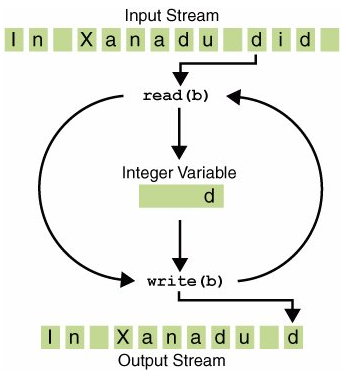 Input Stream
In Xanadu did
read(b)
Integer Variable
d
write(b)
In Xanadu d
Output Stream